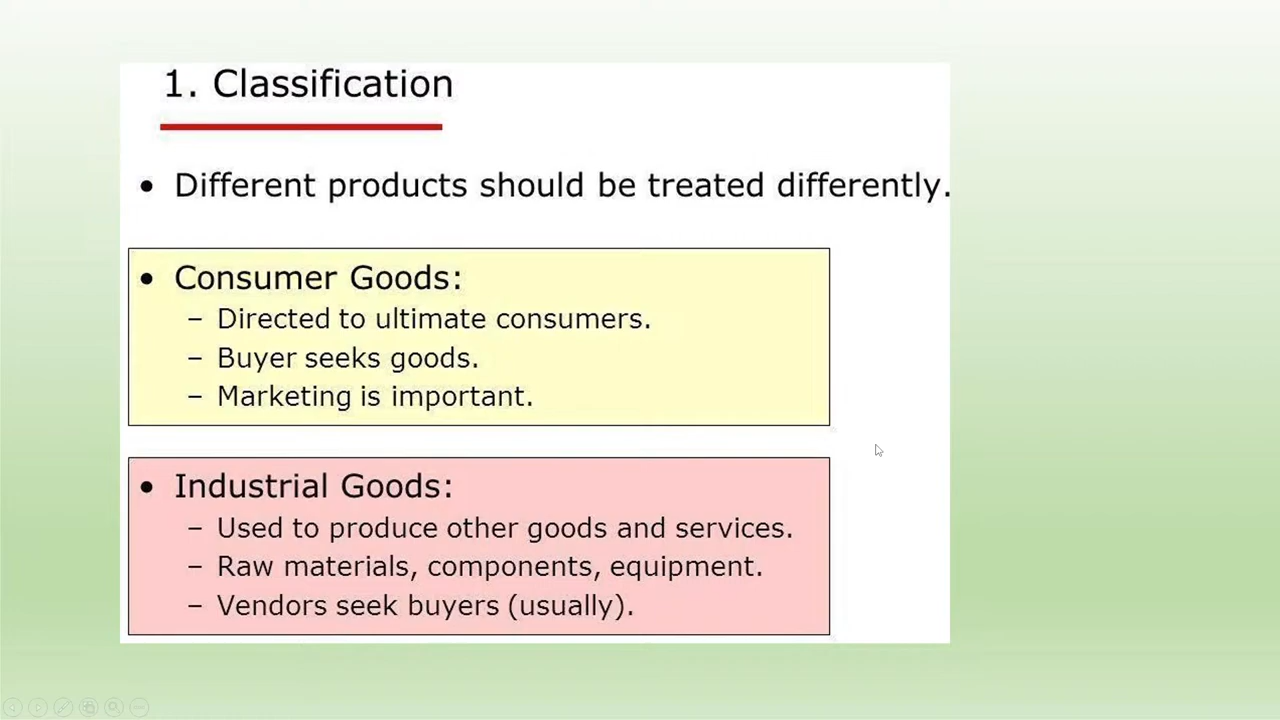 1. Classification
• Different products should be treated differently.
• Consumer Goods:
– Directed to ultimate consumers.
– Buyer seeks goods.
– Marketing is important.
• Industrial Goods:
– Used to produce other goods and services.
– Raw materials, components, equipment.
– Vendors seek buyers (usually).